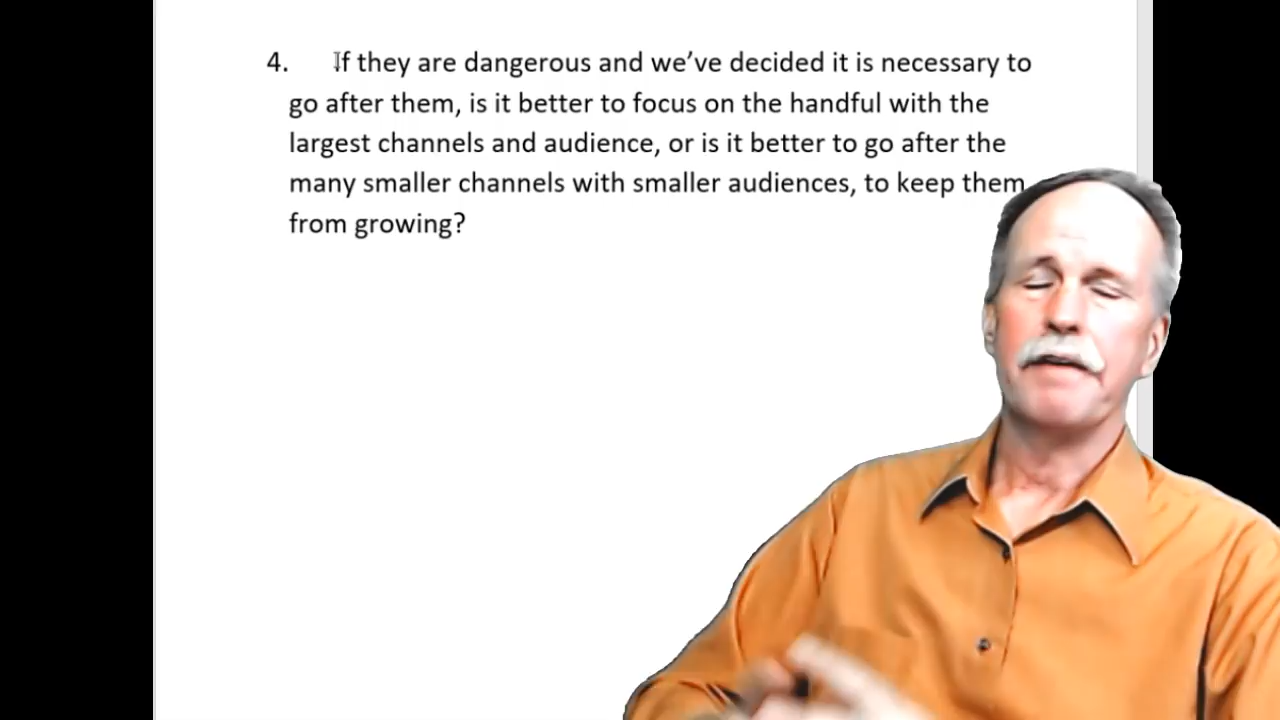 4. If they are dangerous and we’ve decided it is necessary to
go after them, is it better to focus on the handful with the
largest channels and audience, or is it better to go after the
many smaller channels with smaller audiences, to keep them
from growing?